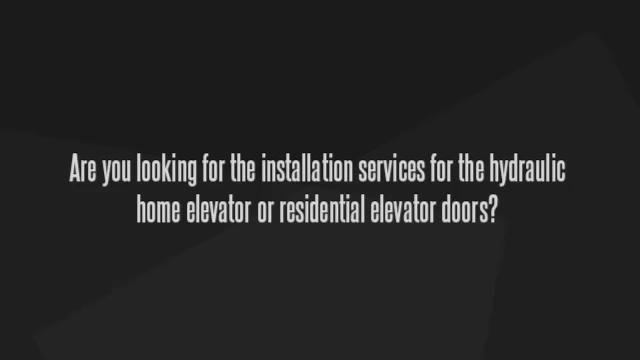 Are you looking for the installation services for the hydraulic
home elevator or residential elevator doors?